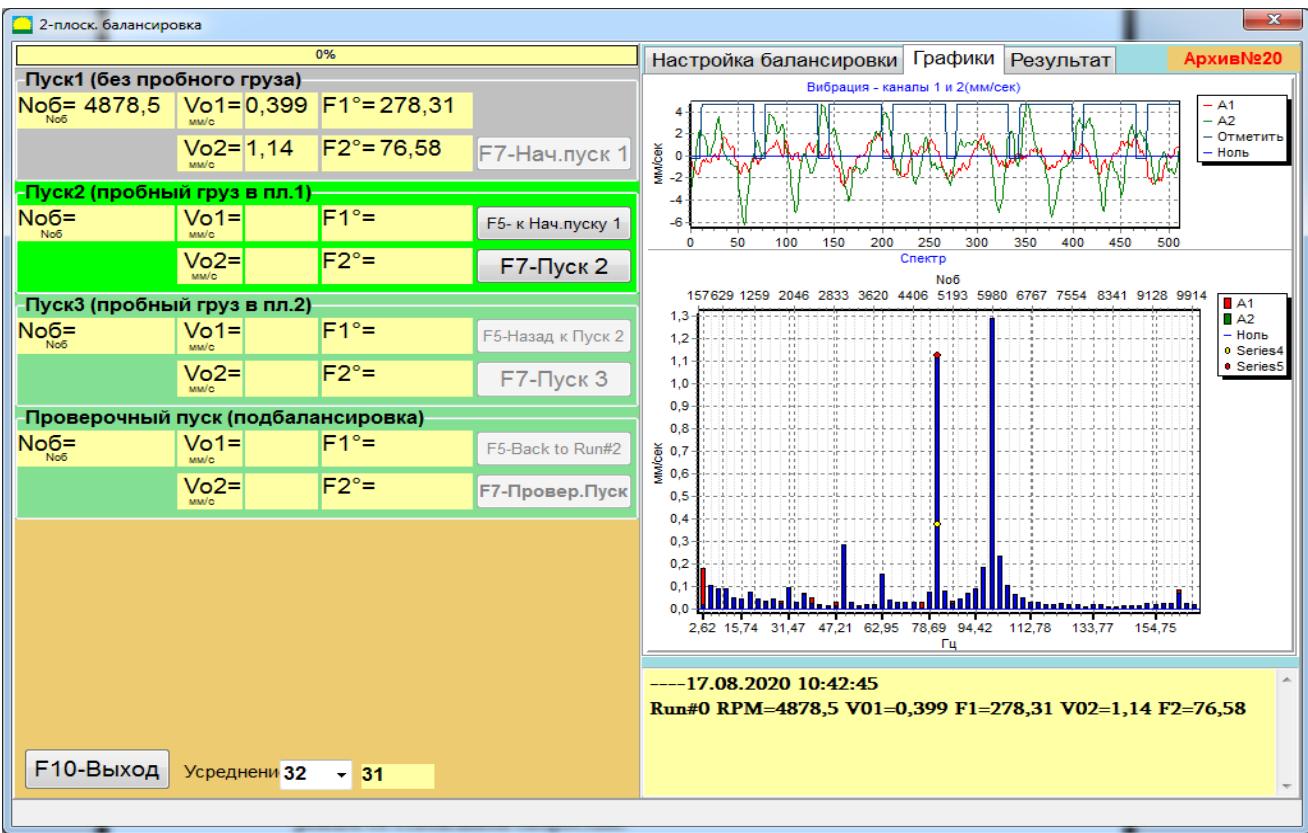 2-плоск. балансировка
0%
Пуск1 (без пробного груза)
Nоб= 4878,5 Vo1= 0,399 F1°= 278,31
Nоб мм/с
Vo2= 1,14 F2°= 76,58 F7-Нач.пуск 1
мм/с
Пуск2 (пробный груз в пл.1)
Nоб= Vo1= F1°= F5- к Нач.пуску 1
Nоб мм/с
Vo2= F2°= F7-Пуск 2
мм/с
Пуск3 (пробный груз в пл.2)
Nоб= Vo1= F1°= F5-Назад к Пуск 2
Nоб мм/с
Vo2= F2°= F7-Пуск 3
мм/с
Проверочный пуск (подбалансировка)
Nоб= Vo1= F1°= F5-Back to Run#2
Nоб мм/с
Vo2= F2°= F7-Провер.Пуск
мм/с
F10-Выход Усреднени 32 31
Настройка балансировки Графики Результат Архив№20
Вибрация - каналы 1 и 2(мм/сек)
мм/сек
4
2
0
-2
-4
-6
0 50 100 150 200 250 300 350 400 450 500
A1
A2
Отметить
Ноль
Спектр
Nоб
157629 1259 2046 2833 3620 4406 5193 5980 6767 7554 8341 9128 9914
мм/сек
1,3
1,2
1,1
1,0
0,9
0,8
0,7
0,6
0,5
0,4
0,3
0,2
0,1
0,0
2,62 15,74 31,47 47,21 62,95 78,69 94,42 112,78 133,77 154,75
Гц
A1
A2
Ноль
Series4
Series5
----17.08.2020 10:42:45
Run#0 RPM=4878,5 V01=0,399 F1=278,31 V02=1,14 F2=76,58